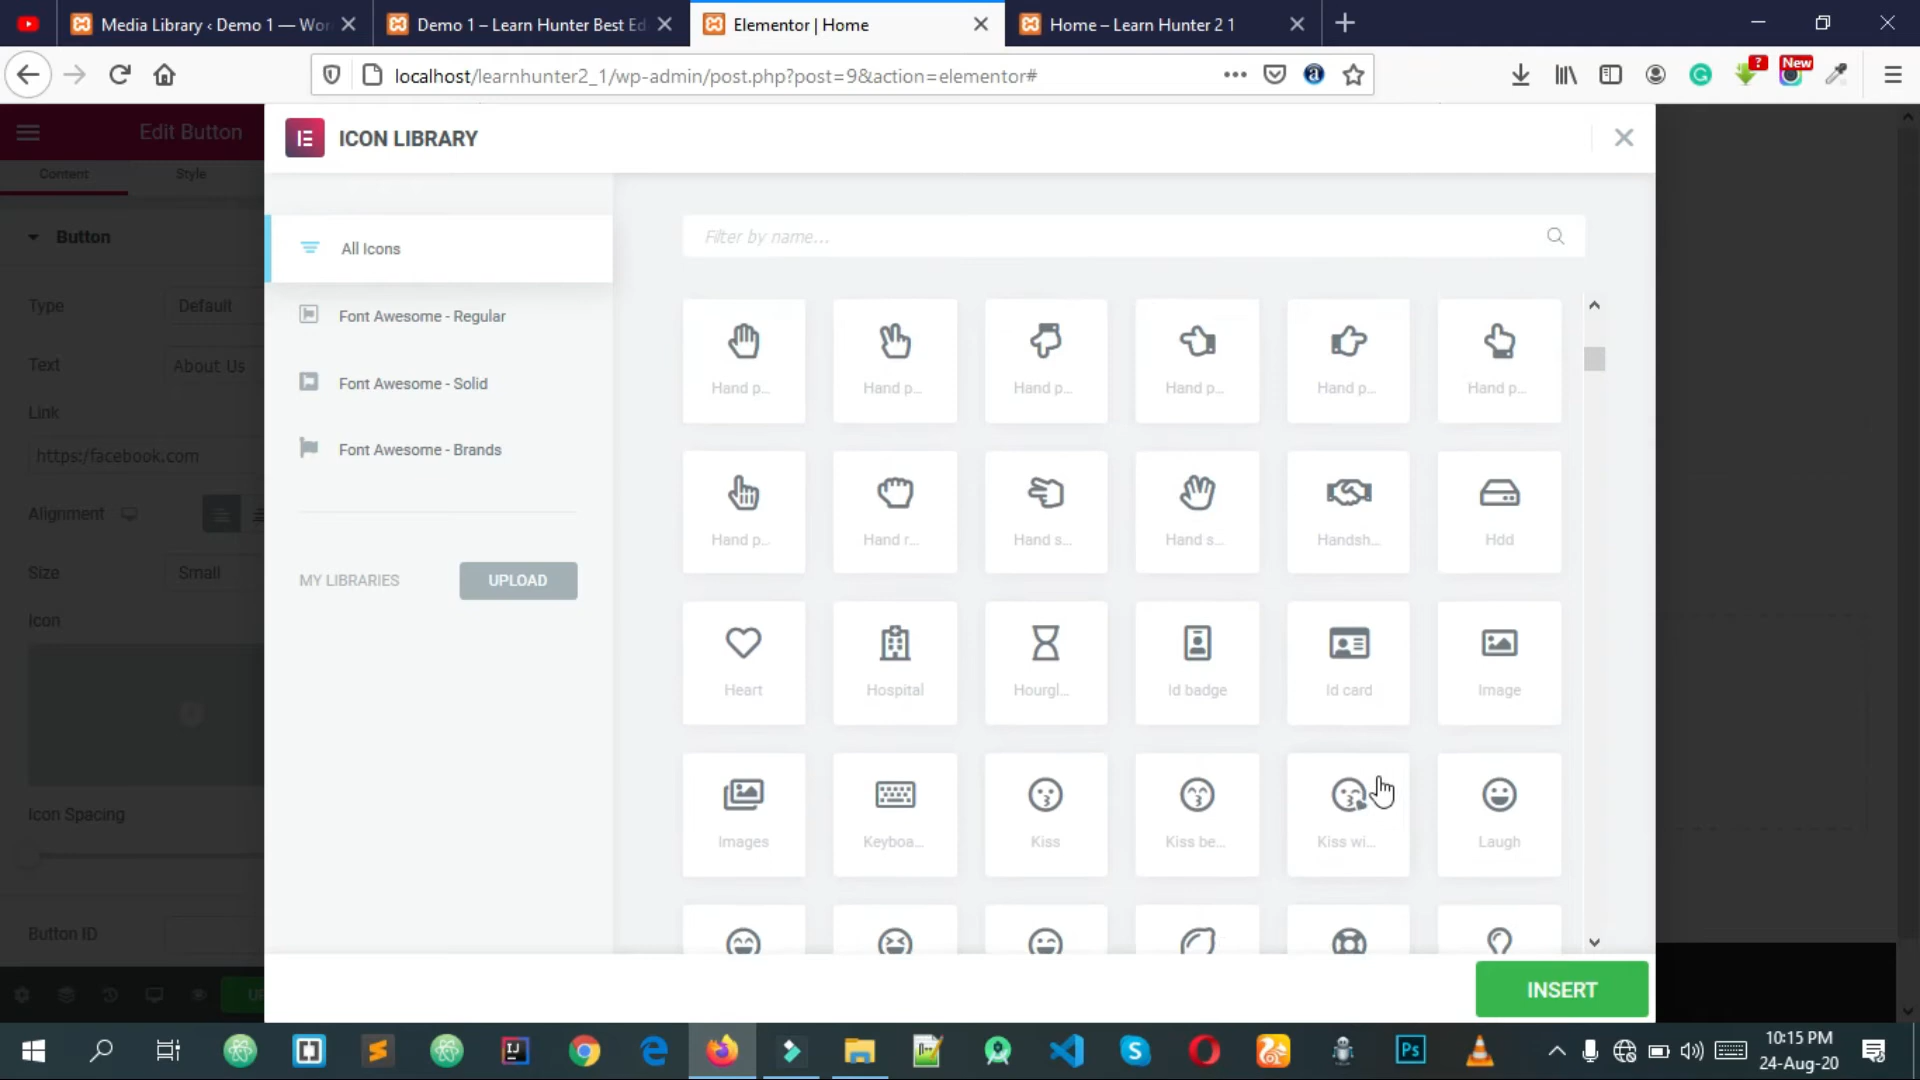 Media Library ‹ Demo 1 — Wor
Demo 1 – Learn Hunter Best Ed
Elementor | Home
Home – Learn Hunter 2 1
localhost/learnhunter2_1/wp-admin/post.php?post=9&action=elementor#
?
New
Edit Button
Content
Style
Button
Type
Default
Text
About Us
Link
https:/facebook.com
Alignment
Size
Small
Icon
Icon Spacing
Button ID
UP
ICON LIBRARY
All Icons
Font Awesome - Regular
Font Awesome - Solid
Font Awesome - Brands
MY LIBRARIES
UPLOAD
Filter by name...
Hand p...
Hand p...
Hand p...
Hand p...
Hand p...
Hand p...
Hand p...
Hand r...
Hand s...
Hand s...
Handsh...
Hdd
Heart
Hospital
Hourgl...
Id badge
Id card
Image
Images
Keyboa...
Kiss
Kiss be...
Kiss wi...
Laugh
INSERT
10:15 PM
24-Aug-20